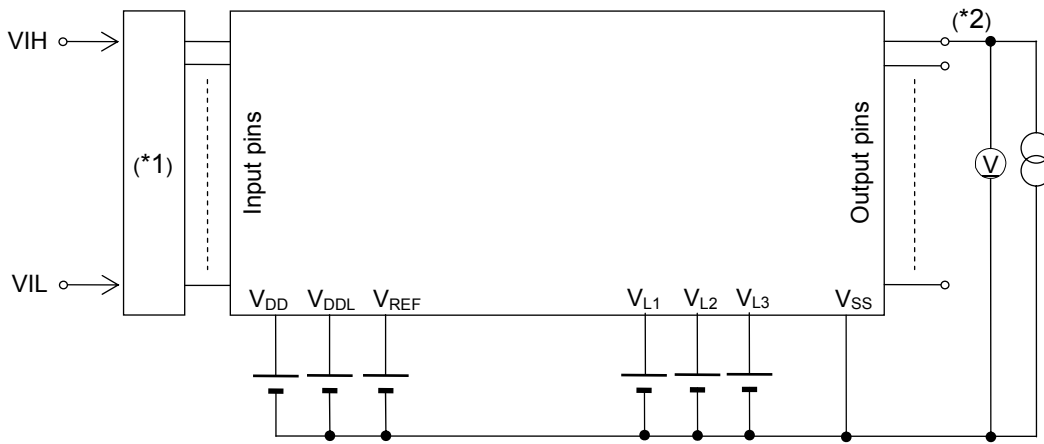 (*2)
VIH
(*1)
Input pins
Output pins
V
VIL
VDD VDDL VREF VL1 VL2 VL3 VSS